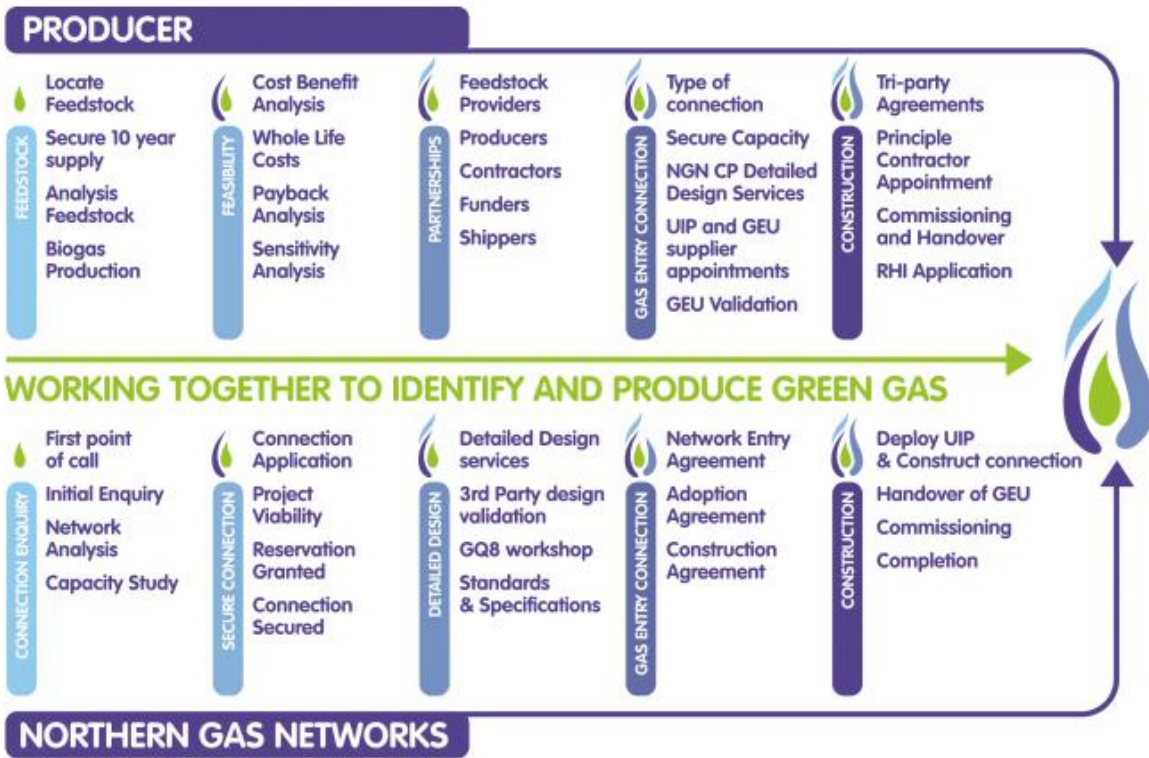 PRODUCER
Locate
Feedstock
Secure 10 year
supply
Analysis
Feedstock
Biogas
Production
FEEDSTOCK
Cost Benefit
Analysis
Whole Life
Costs
Payback
Analysis
Sensitivity
Analysis
FEASIBILITY
Feedstock
Providers
Producers
Contractors
Funders
Shippers
PARTNERSHIPS
Type of
connection
Secure Capacity
NGN CP Detailed
Design Services
UIP and GEU
supplier
appointments
GEU Validation
GAS ENTRY CONNECTION
Tri-party
Agreements
Principle
Contractor
Appointment
Commissioning
and Handover
RHI Application
CONSTRUCTION
WORKING TOGETHER TO IDENTIFY AND PRODUCE GREEN GAS
First point
of call
Initial Enquiry
Network
Analysis
Capacity Study
CONNECTION ENQUIRY
Connection
Application
Project
Viability
Reservation
Granted
Connection
Secured
SECURE CONNECTION
Detailed Design
services
3rd Party design
validation
GQ8 workshop
Standards
& Specifications
DETAILED DESIGN
Network Entry
Agreement
Adoption
Agreement
Construction
Agreement
GAS ENTRY CONNECTION
Deploy UIP
& Construct connection
Handover of GEU
Commissioning
Completion
CONSTRUCTION
NORTHERN GAS NETWORKS